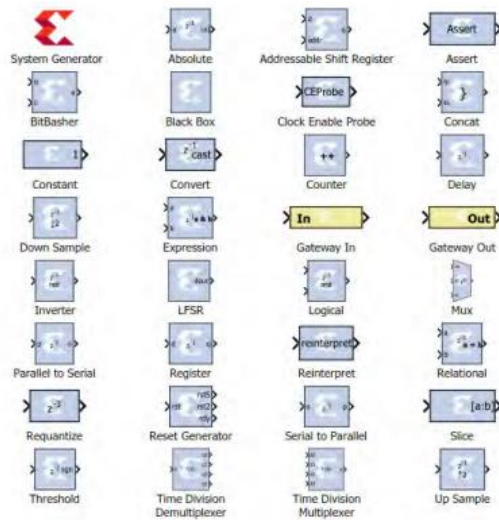 System Generator
Absolute
Addressable Shift Register
Assert
Assert
BitBasher
Black Box
CEProbe
Clock Enable Probe
Concat
1
Constant
cast
Convert
++
Counter
Delay
Down Sample
Expression
In
Gateway In
Out
Gateway Out
Inverter
LFSR
Logical
Mux
Parallel to Serial
Register
reinterpret
Reinterpret
Relational
Requantize
Reset Generator
Serial to Parallel
[a:b]
Slice
Threshold
Time Division
Demultiplexer
Time Division
Multiplexer
Up Sample